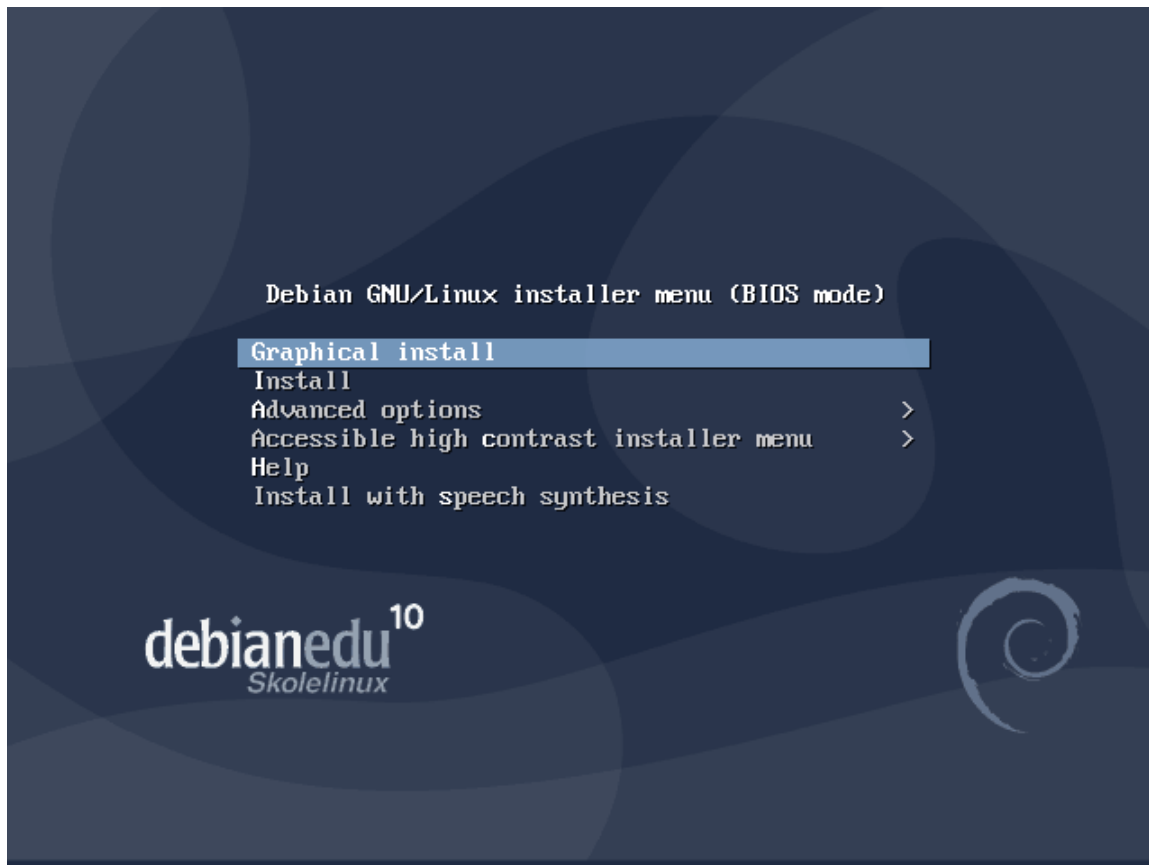 Debian GNU/Linux installer menu (BIOS mode)
Graphical install
Install
Advanced options >
Accessible high contrast installer menu >
Help
Install with speech synthesis
debianedu 10
Skolelinux